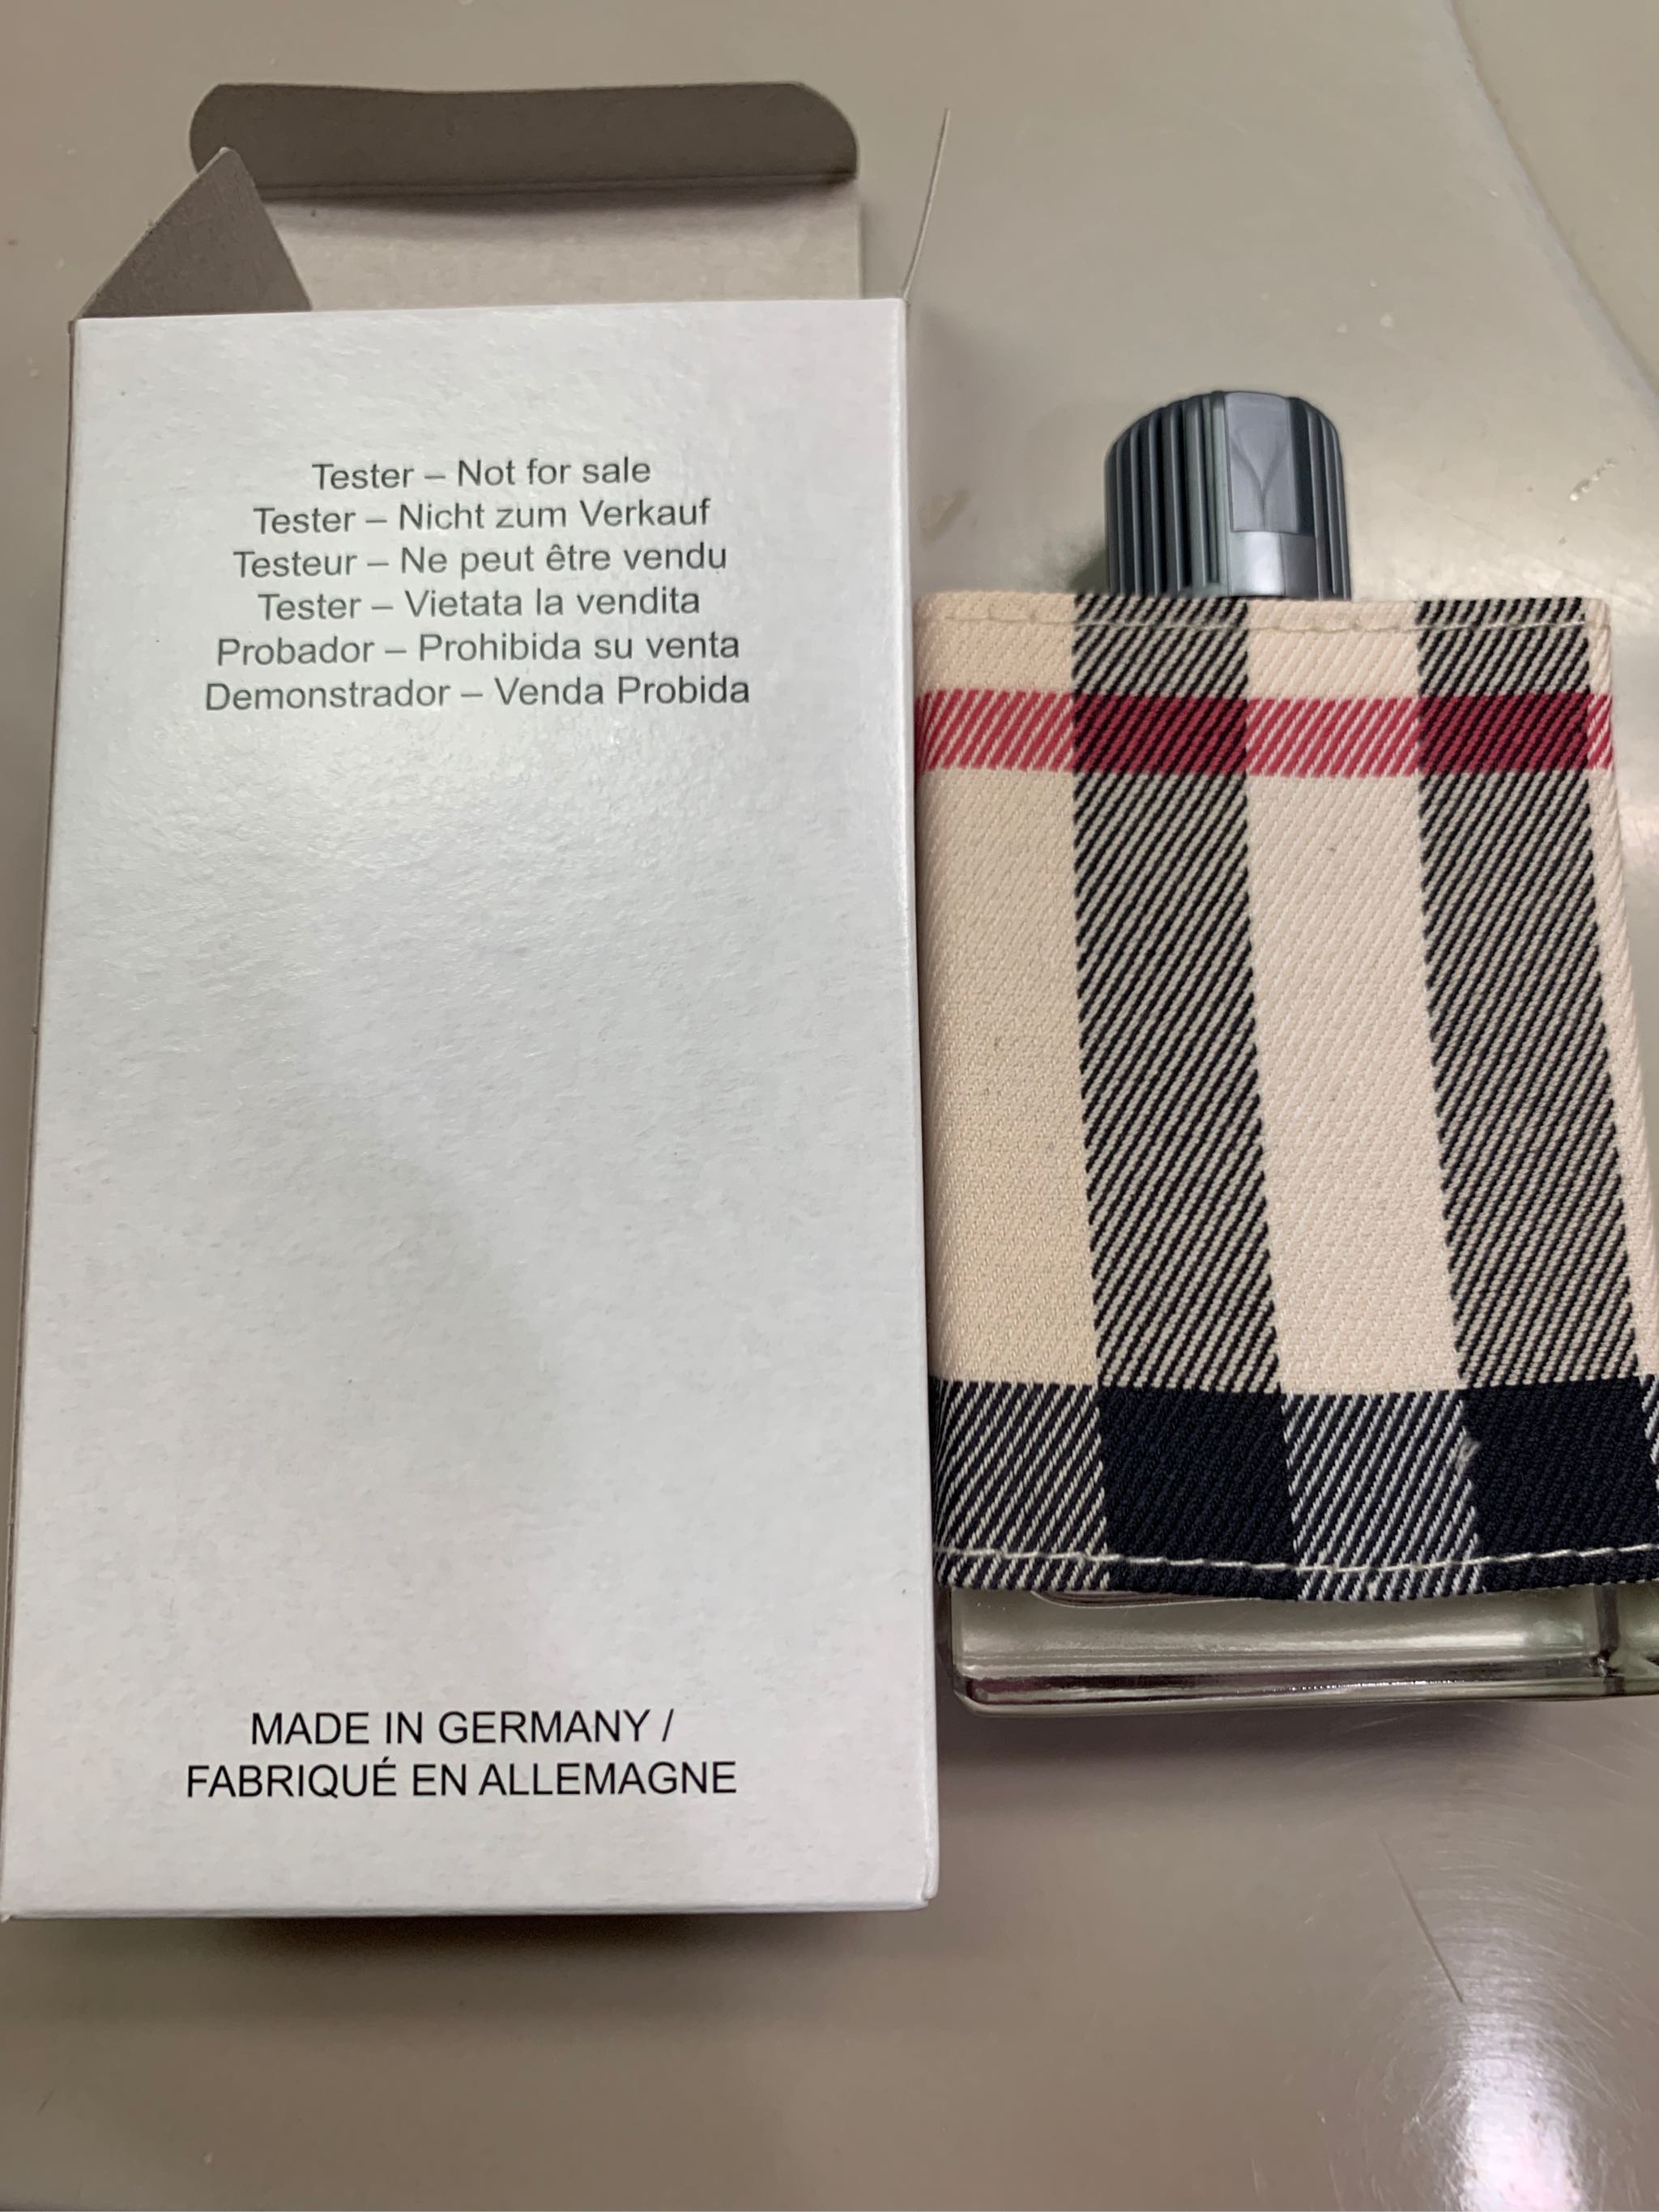 Tester – Not for sale
Tester – Nicht zum Verkauf
Testeur – Ne peut être vendu
Tester – Vietata la vendita
Probador – Prohibida su venta
Demonstrador – Venda Probida
MADE IN GERMANY /
FABRIQUÉ EN ALLEMAGNE